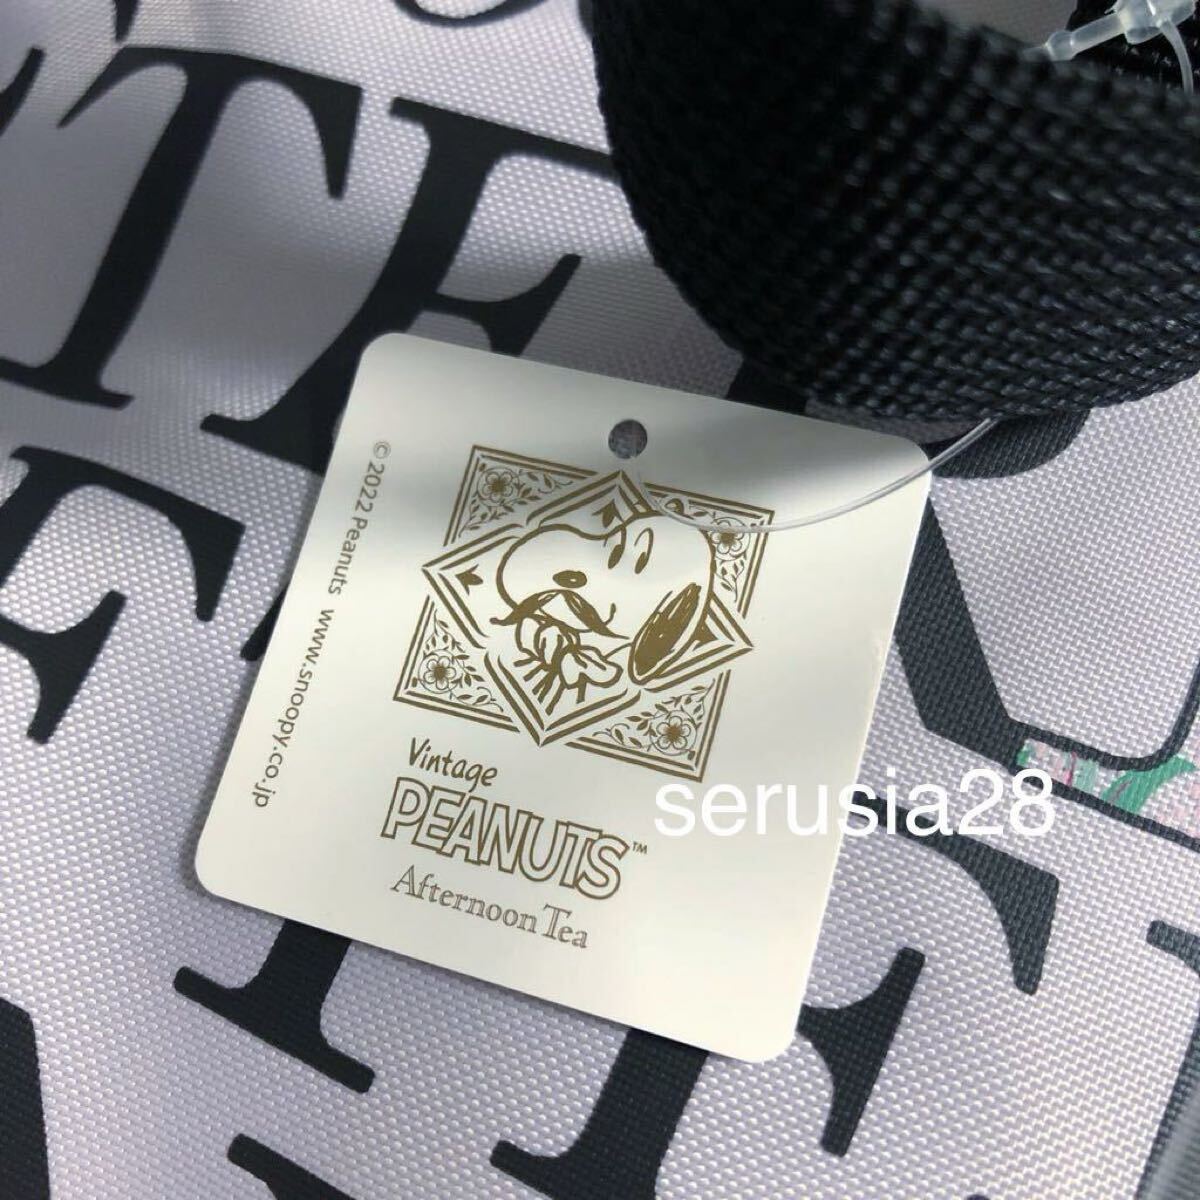 © 2022 Peanuts www.snoopy.co.jp
Vintage
PEANUTS™
Afternoon Tea
serusia28